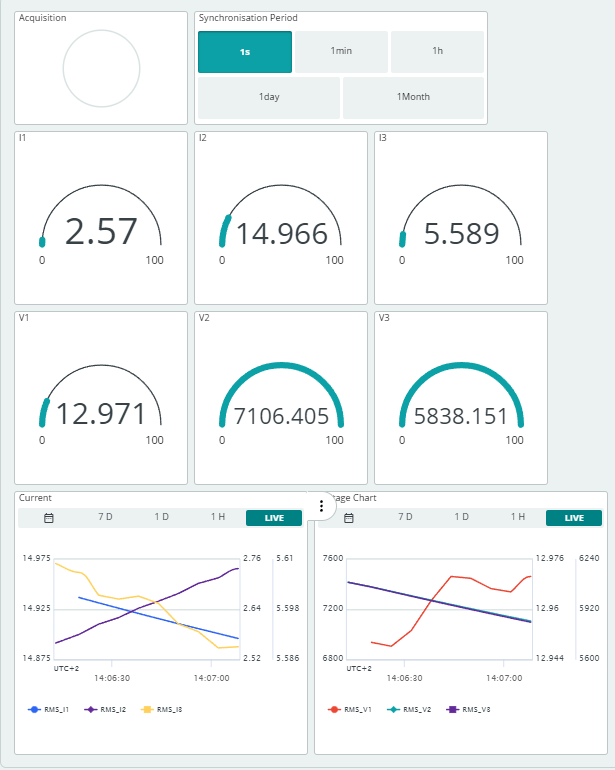 Acquisition
Synchronisation Period
1s
1min
1h
1day
1Month
I1
I2
I3
2.57
14.966
5.589
0 100
0 100
0 100
V1
V2
V3
12.971
7106.405
5838.151
0 100
0 100
0 100
Current
7 D
1 D
1 H
LIVE
14.975
14.925
14.875
2.76
2.64
2.52
5.61
5.598
5.586
UTC+2
14:06:30
14:07:00
RMS_I1
RMS_I2
RMS_I3
age Chart
7 D
1 D
1 H
LIVE
7600
7200
6800
12.976
12.96
12.944
6240
5920
5600
UTC+2
14:06:30
14:07:00
RMS_V1
RMS_V2
RMS_V3